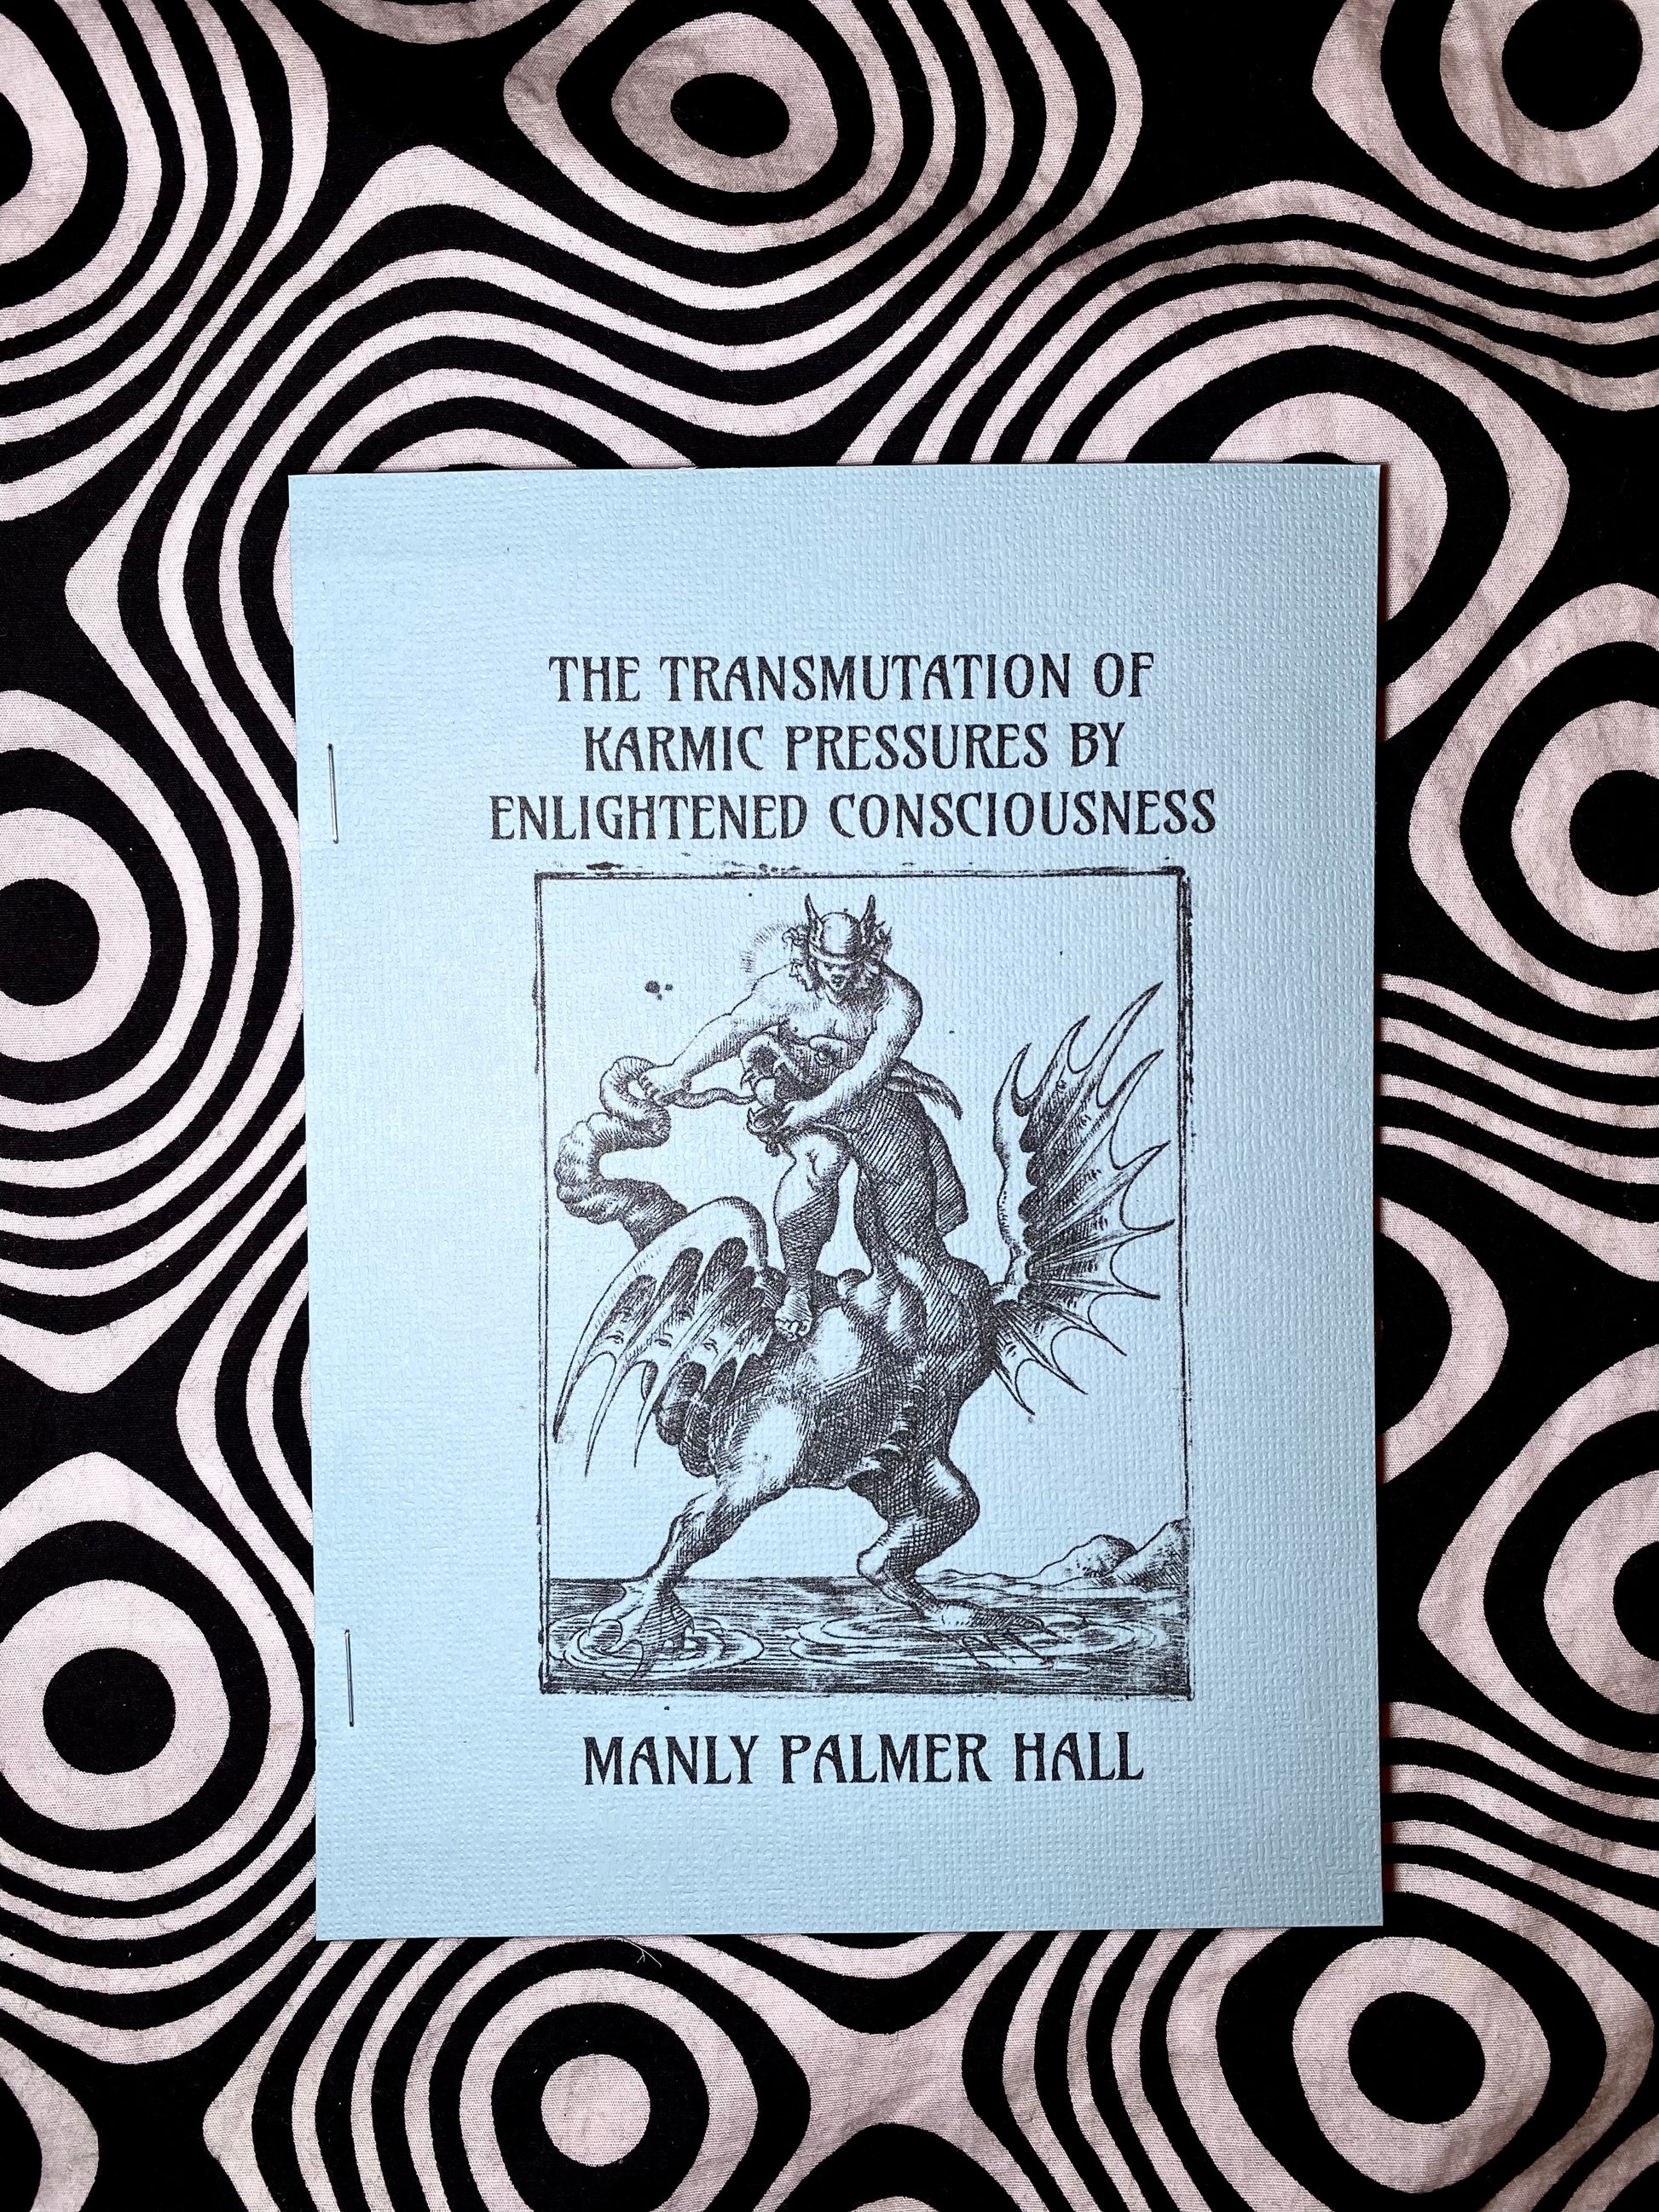 THE TRANSMUTATION OF
KARMIC PRESSURES BY
ENLIGHTENED CONSCIOUSNESS
MANLY PALMER HALL